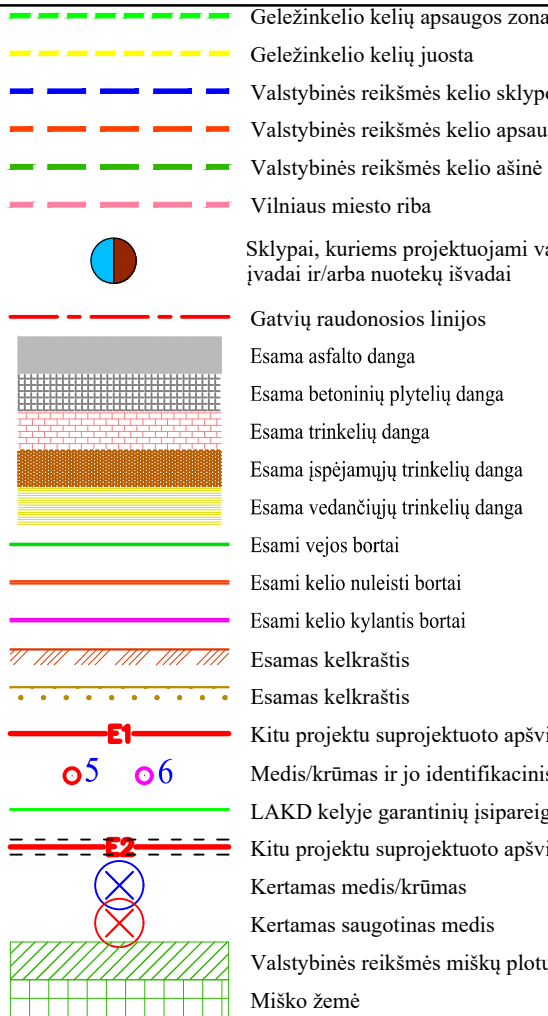 Geležinkelio kelių apsaugos zona
Geležinkelio kelių juosta
Valstybinės reikšmės kelio sklypo
Valstybinės reikšmės kelio apsau
Valstybinės reikšmės kelio ašinė
Vilniaus miesto riba
Sklypai, kuriems projektuojami va
įvadai ir/arba nuotekų išvadai
Gatvių raudonosios linijos
Esama asfalto danga
Esama betoninių plytelių danga
Esama trinkelių danga
Esama įspėjamųjų trinkelių danga
Esama vedančiųjų trinkelių danga
Esami vejos bortai
Esami kelio nuleisti bortai
Esami kelio kylantis bortai
Esamas kelkraštis
Esamas kelkraštis
E1 Kitu projektu suprojektuoto apšvi
5 6 Medis/krūmas ir jo identifikacinis
LAKD kelyje garantinių įsipareig
E2 Kitu projektu suprojektuoto apšvi
Kertamas medis/krūmas
Kertamas saugotinas medis
Valstybinės reikšmės miškų plotu
Miško žemė